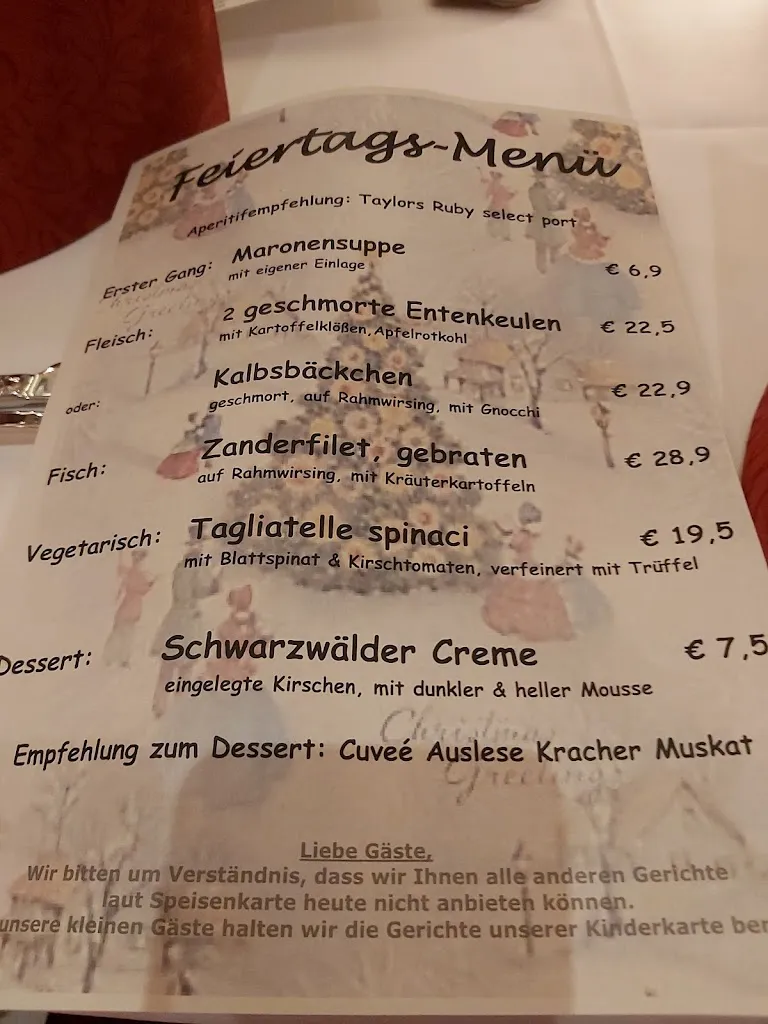 Feiertags-Menü
Aperitifempfehlung: Taylors Ruby select port
Erster Gang: Maronensuppe € 6,9
mit eigener Einlage
Fleisch: 2 geschmorte Entenkeulen € 22,5
mit Kartoffelklößen, Apfelrotkohl
oder: Kalbsbäckchen € 22,9
geschmort, auf Rahmwirsing, mit Gnocchi
Fisch: Zanderfilet, gebraten € 28,9
auf Rahmwirsing, mit Kräuterkartoffeln
Vegetarisch: Tagliatelle spinaci € 19,5
mit Blattspinat & Kirschtomaten, verfeinert mit Trüffel
Dessert: Schwarzwälder Creme € 7,5
eingelegte Kirschen, mit dunkler & heller Mousse
Christmas
Empfehlung zum Dessert: Cuveé Auslese Kracher Muskat
Greetings
Liebe Gäste,
Wir bitten um Verständnis, dass wir Ihnen alle anderen Gerichte
laut Speisenkarte heute nicht anbieten können.
unsere kleinen Gäste halten wir die Gerichte unserer Kinderkarte ber